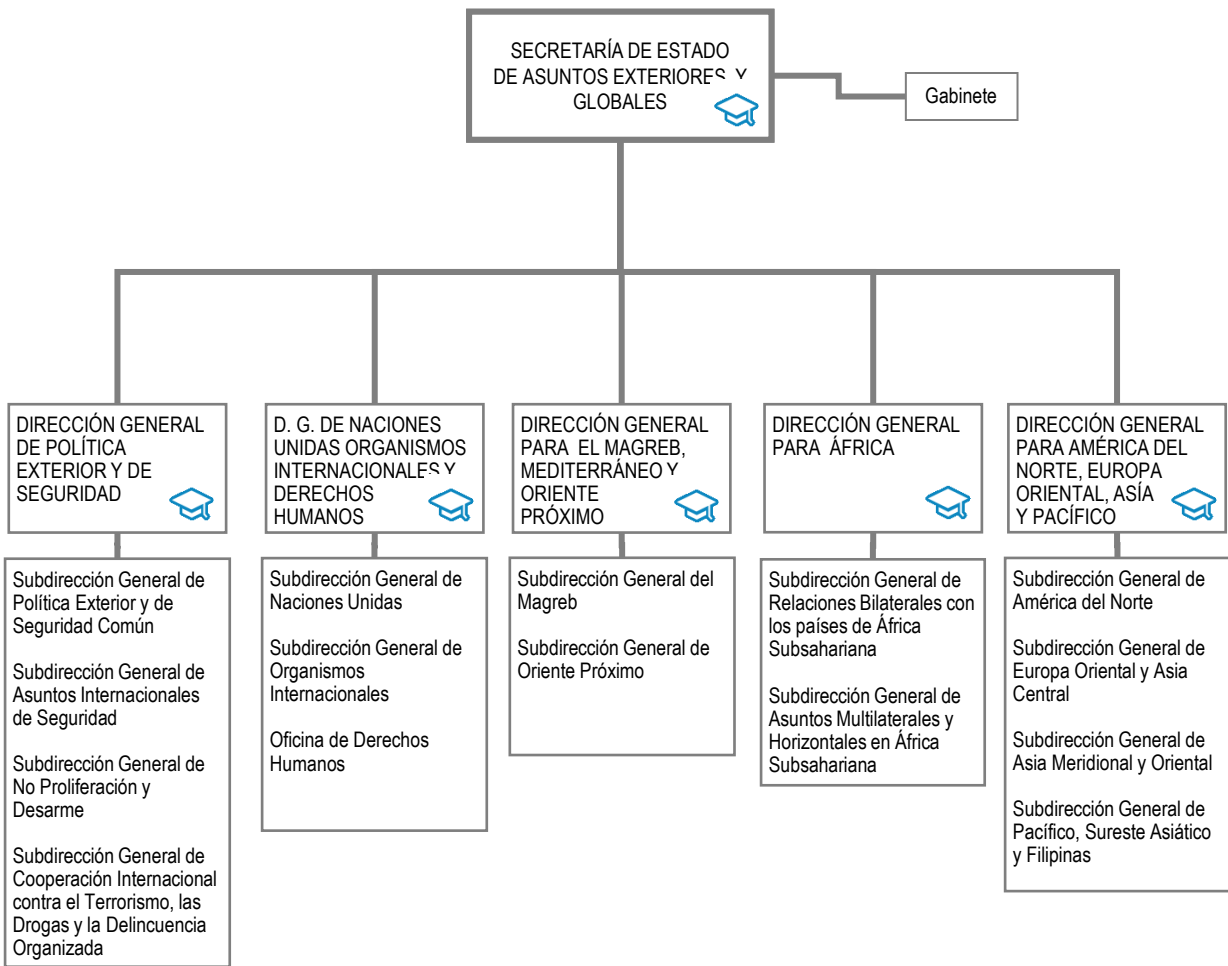 SECRETARÍA DE ESTADO
DE ASUNTOS EXTERIORES Y
GLOBALES
Gabinete
DIRECCIÓN GENERAL
DE POLÍTICA
EXTERIOR Y DE
SEGURIDAD
D. G. DE NACIONES
UNIDAS ORGANISMOS
INTERNACIONALES Y
DERECHOS
HUMANOS
DIRECCIÓN GENERAL
PARA EL MAGREB,
MEDITERRÁNEO Y
ORIENTE
PRÓXIMO
DIRECCIÓN GENERAL
PARA ÁFRICA
DIRECCIÓN GENERAL
PARA AMÉRICA DEL
NORTE, EUROPA
ORIENTAL, ASÍA
Y PACÍFICO
Subdirección General de
Política Exterior y de
Seguridad Común
Subdirección General de
Asuntos Internacionales
de Seguridad
Subdirección General de
No Proliferación y
Desarme
Subdirección General de
Cooperación Internacional
contra el Terrorismo, las
Drogas y la Delincuencia
Organizada
Subdirección General de
Naciones Unidas
Subdirección General de
Organismos
Internacionales
Oficina de Derechos
Humanos
Subdirección General del
Magreb
Subdirección General de
Oriente Próximo
Subdirección General de
Relaciones Bilaterales con
los países de África
Subsahariana
Subdirección General de
Asuntos Multilaterales y
Horizontales en África
Subsahariana
Subdirección General de
América del Norte
Subdirección General de
Europa Oriental y Asia
Central
Subdirección General de
Asia Meridional y Oriental
Subdirección General de
Pacífico, Sureste Asiático
y Filipinas